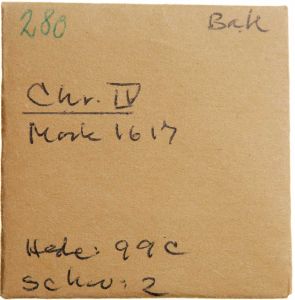 280 Bak
Chr. IV
Mark 1617
Hede: 99C
Schou: 2